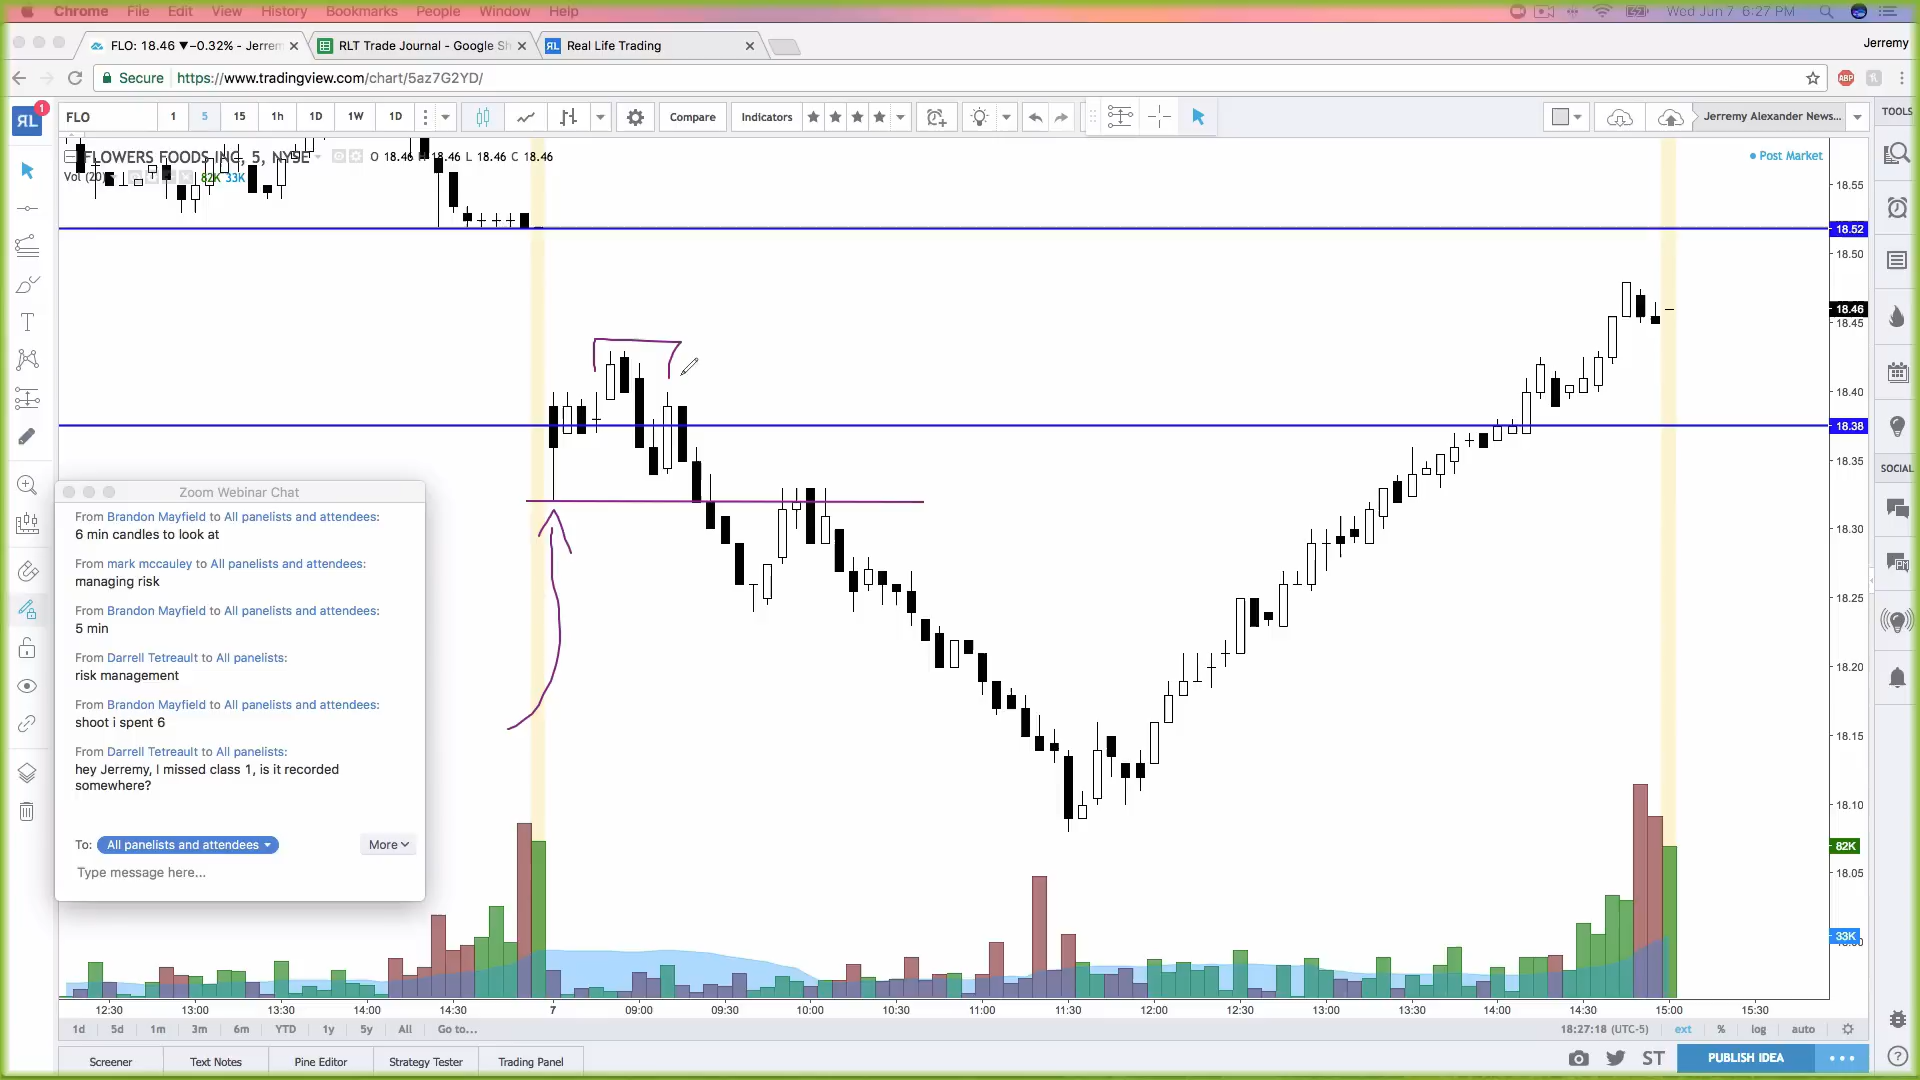 Chrome File Edit View History Bookmarks People Window Help
Wed Jun 7 6:27 PM
FLO: 18.46 ▼−0.32% - Jerrem
RLT Trade Journal - Google Sh
RL Real Life Trading
Jerremy
Secure https://www.tradingview.com/chart/5az7G2YD/
ABP
RL 1
FLO 1 5 15 1h 1D 1W 1D
Compare Indicators
Jerremy Alexander News...
TOOLS
FLOWERS FOODS INC, 5, NYSE O 18.46 H 18.46 L 18.46 C 18.46
Vol (20) 82K 33K
Post Market
18.55
18.52
18.50
18.46
18.45
18.40
18.38
18.35
18.30
18.25
18.20
18.15
18.10
82K
18.05
33K
SOCIAL
Zoom Webinar Chat
From Brandon Mayfield to All panelists and attendees:
6 min candles to look at
From mark mccauley to All panelists and attendees:
managing risk
From Brandon Mayfield to All panelists and attendees:
5 min
From Darrell Tetreault to All panelists:
risk management
From Brandon Mayfield to All panelists and attendees:
shoot i spent 6
From Darrell Tetreault to All panelists:
hey Jerremy, I missed class 1, is it recorded
somewhere?
To: All panelists and attendees
More
Type message here...
12:30 13:00 13:30 14:00 14:30 7 09:00 09:30 10:00 10:30 11:00 11:30 12:00 12:30 13:00 13:30 14:00 14:30 15:00 15:30
1d 5d 1m 3m 6m YTD 1y 5y All Go to...
18:27:18 (UTC-5) ext % log auto
Screener Text Notes Pine Editor Strategy Tester Trading Panel
ST PUBLISH IDEA